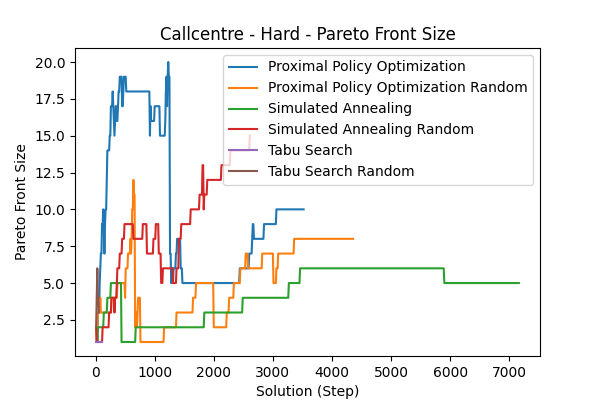 Callcentre - Hard - Pareto Front Size
Proximal Policy Optimization
Proximal Policy Optimization Random
Simulated Annealing
Simulated Annealing Random
Tabu Search
Tabu Search Random
Pareto Front Size
20.0
17.5
15.0
12.5
10.0
7.5
5.0
2.5
0 1000 2000 3000 4000 5000 6000 7000
Solution (Step)